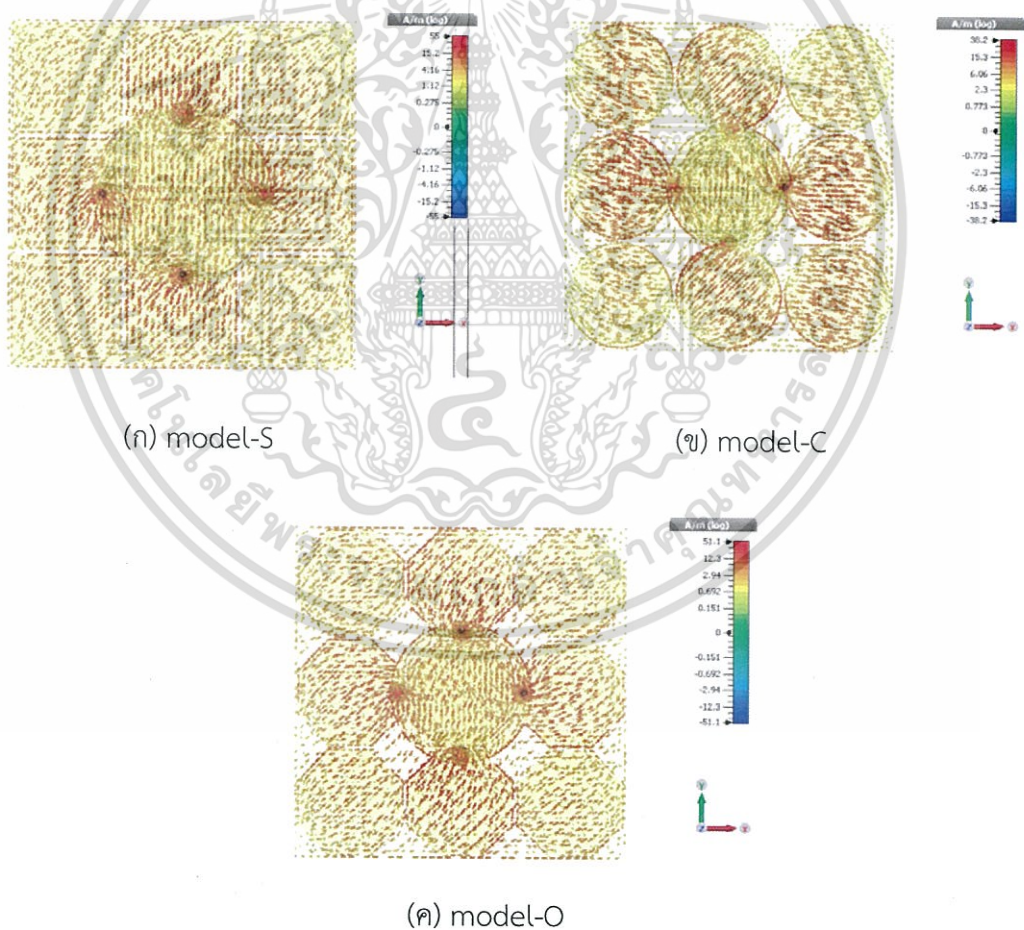 A/m (log)
55
15.2
4.16
1.12
0.275
0
-0.275
-1.12
-4.16
-15.2
-55
Y
Z
X
(ก) model-S
A/m (log)
38.2
15.3
6.06
2.3
0.773
0
-0.773
-2.3
-6.06
-15.3
-38.2
Y
Z
X
(ข) model-C
A/m (log)
51.1
12.3
2.94
0.692
0.151
0
-0.151
-0.692
-2.94
-12.3
-51.1
Y
Z
X
(ค) model-O